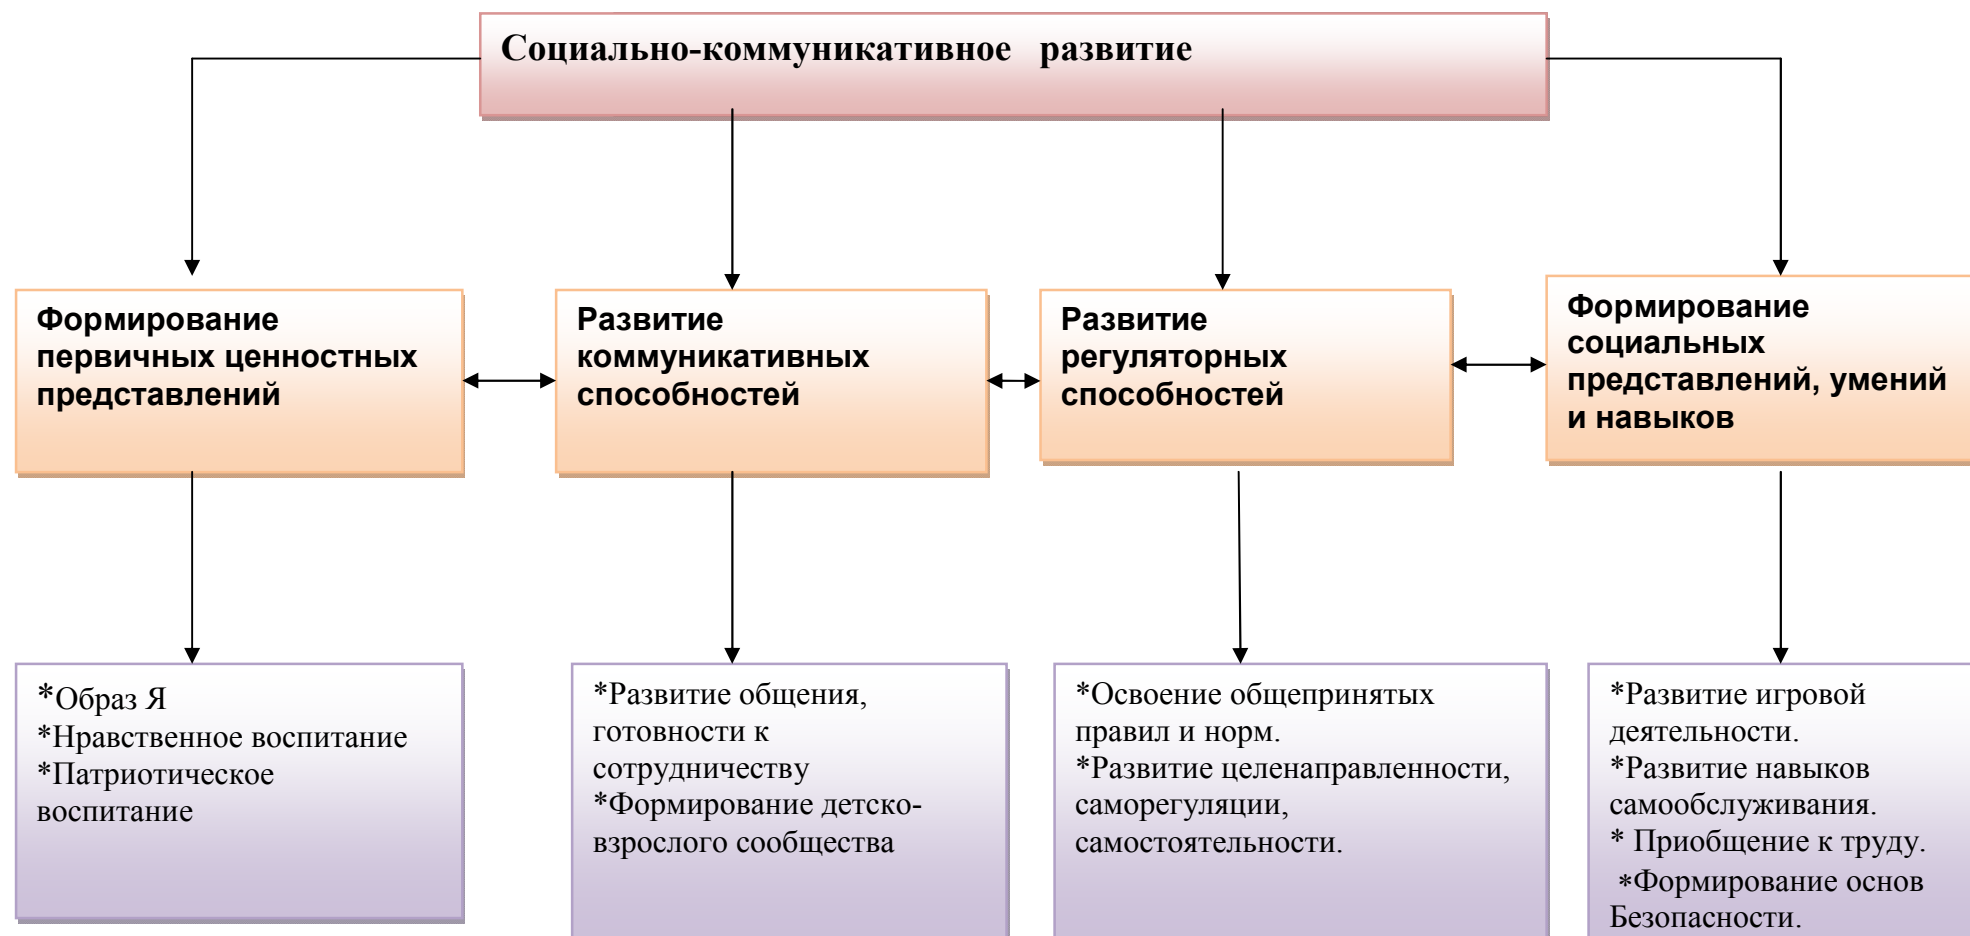 Социально-коммуникативное развитие
Формирование
первичных ценностных
представлений
Развитие
коммуникативных
способностей
Развитие
регуляторных
способностей
Формирование
социальных
представлений, умений
и навыков
*Образ Я
*Нравственное воспитание
*Патриотическое
воспитание
*Развитие общения,
готовности к
сотрудничеству
*Формирование детско-
взрослого сообщества
*Освоение общепринятых
правил и норм.
*Развитие целенаправленности,
саморегуляции,
самостоятельности.
*Развитие игровой
деятельности.
*Развитие навыков
самообслуживания.
* Приобщение к труду.
*Формирование основ
Безопасности.